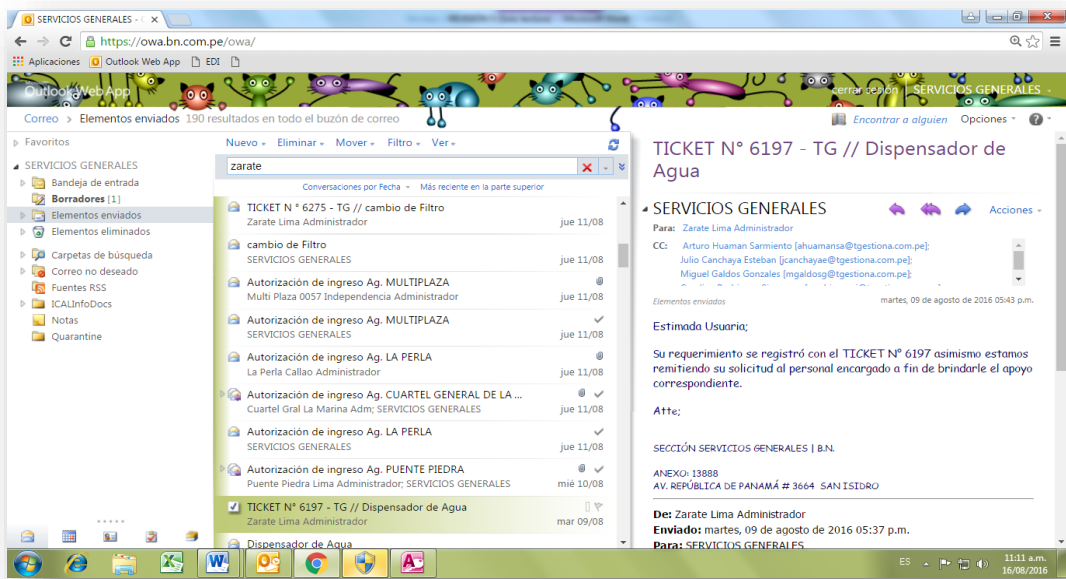 SERVICIOS GENERALES -
https://owa.bn.com.pe/owa/
Aplicaciones Outlook Web App EDI
Outlook Web App
cerrar sesión SERVICIOS GENERALES
Correo > Elementos enviados 190 resultados en todo el buzón de correo
Encontrar a alguien Opciones
Favoritos
SERVICIOS GENERALES
Bandeja de entrada
Borradores [1]
Elementos enviados
Elementos eliminados
Carpetas de búsqueda
Correo no deseado
Fuentes RSS
ICALInfoDocs
Notas
Quarantine
Nuevo Eliminar Mover Filtro Ver
zarate
Conversaciones por Fecha Más reciente en la parte superior
TICKET N ° 6275 - TG // cambio de Filtro
Zarate Lima Administrador jue 11/08
cambio de Filtro
SERVICIOS GENERALES jue 11/08
Autorización de ingreso Ag. MULTIPLAZA
Multi Plaza 0057 Independencia Administrador jue 11/08
Autorización de ingreso Ag. MULTIPLAZA
SERVICIOS GENERALES jue 11/08
Autorización de ingreso Ag. LA PERLA
La Perla Callao Administrador jue 11/08
Autorización de ingreso Ag. CUARTEL GENERAL DE LA ...
Cuartel Gral La Marina Adm; SERVICIOS GENERALES jue 11/08
Autorización de ingreso Ag. LA PERLA
SERVICIOS GENERALES jue 11/08
Autorización de ingreso Ag. PUENTE PIEDRA
Puente Piedra Lima Administrador; SERVICIOS GENERALES mié 10/08
TICKET N° 6197 - TG // Dispensador de Agua
Zarate Lima Administrador mar 09/08
Dispensador de Agua
TICKET N° 6197 - TG // Dispensador de
Agua
SERVICIOS GENERALES Acciones
Para: Zarate Lima Administrador
CC: Arturo Huaman Sarmiento [ahuamansa@tgestiona.com.pe];
Julio Canchaya Esteban [jcanchayae@tgestiona.com.pe];
Miguel Galdos Gonzales [mgaldosg@tgestiona.com.pe];
Elementos enviados martes, 09 de agosto de 2016 05:43 p.m.
Estimada Usuaria;
Su requerimiento se registró con el TICKET N° 6197 asimismo estamos
remitiendo su solicitud al personal encargado a fin de brindarle el apoyo
correspondiente.
Atte;
SECCIÓN SERVICIOS GENERALES | B.N.
ANEXO: 13888
AV. REPÚBLICA DE PANAMÁ # 3664 SAN ISIDRO
De: Zarate Lima Administrador
Enviado: martes, 09 de agosto de 2016 05:37 p.m.
Para: SERVICIOS GENERALES
ES 11:11 a.m.
16/08/2016